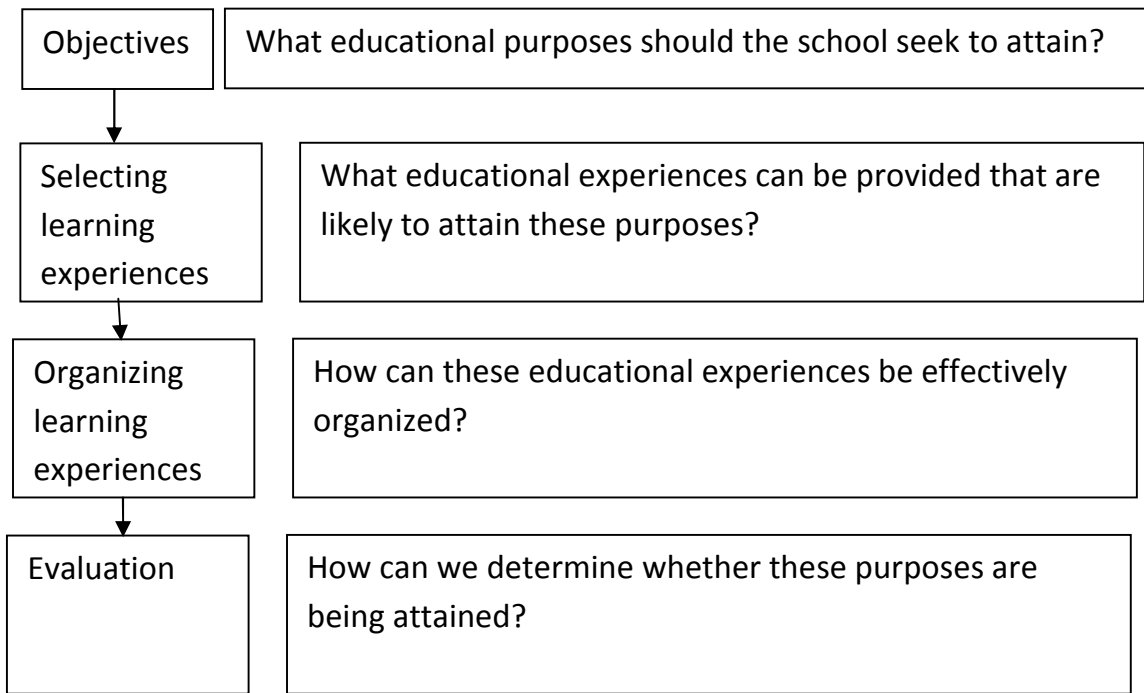 Objectives
What educational purposes should the school seek to attain?
Selecting
learning
experiences
What educational experiences can be provided that are
likely to attain these purposes?
Organizing
learning
experiences
How can these educational experiences be effectively
organized?
Evaluation
How can we determine whether these purposes are
being attained?